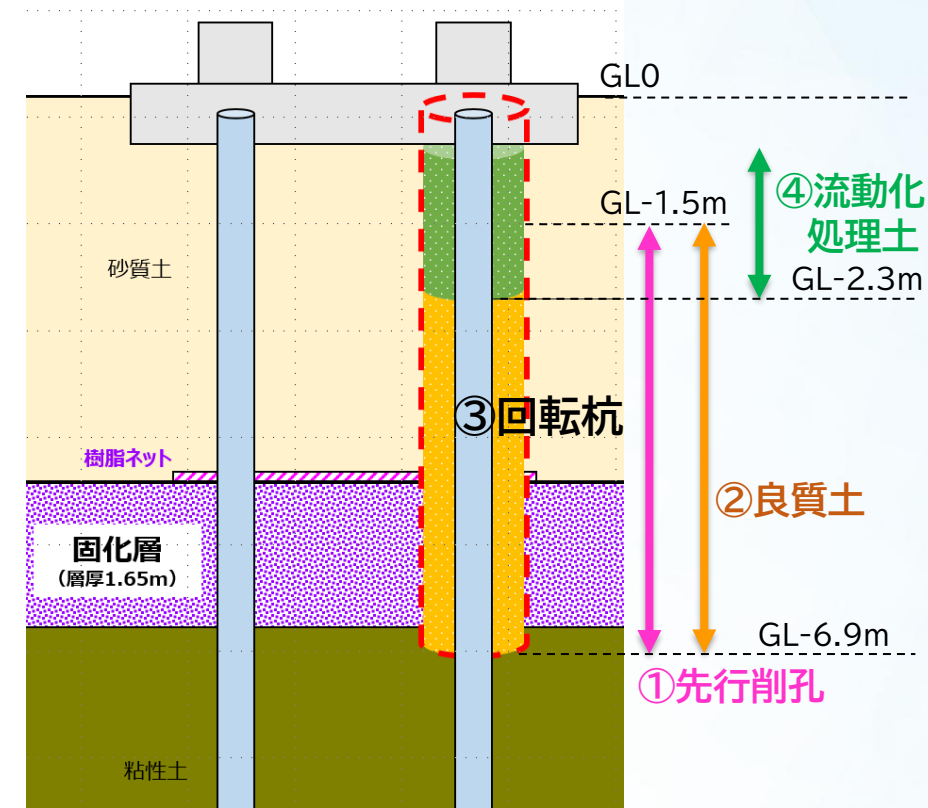 GL0
GL-1.5m
④流動化
処理土
砂質土
GL-2.3m
③回転杭
樹脂ネット
②良質土
固化層
（層厚1.65m）
GL-6.9m
①先行削孔
粘性土